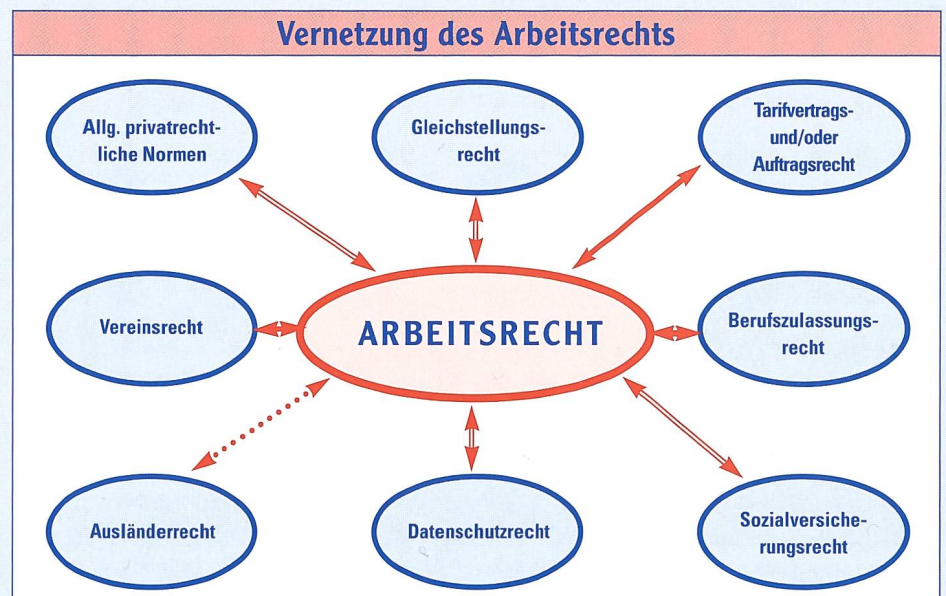 Vernetzung des Arbeitsrechts
Allg. privatrecht-
liche Normen
Gleichstellungs-
recht
Tarifvertrags-
und/oder
Auftragsrecht
Vereinsrecht
ARBEITSRECHT
Berufszulassungs-
recht
Ausländerrecht
Datenschutzrecht
Sozialversiche-
rungsrecht